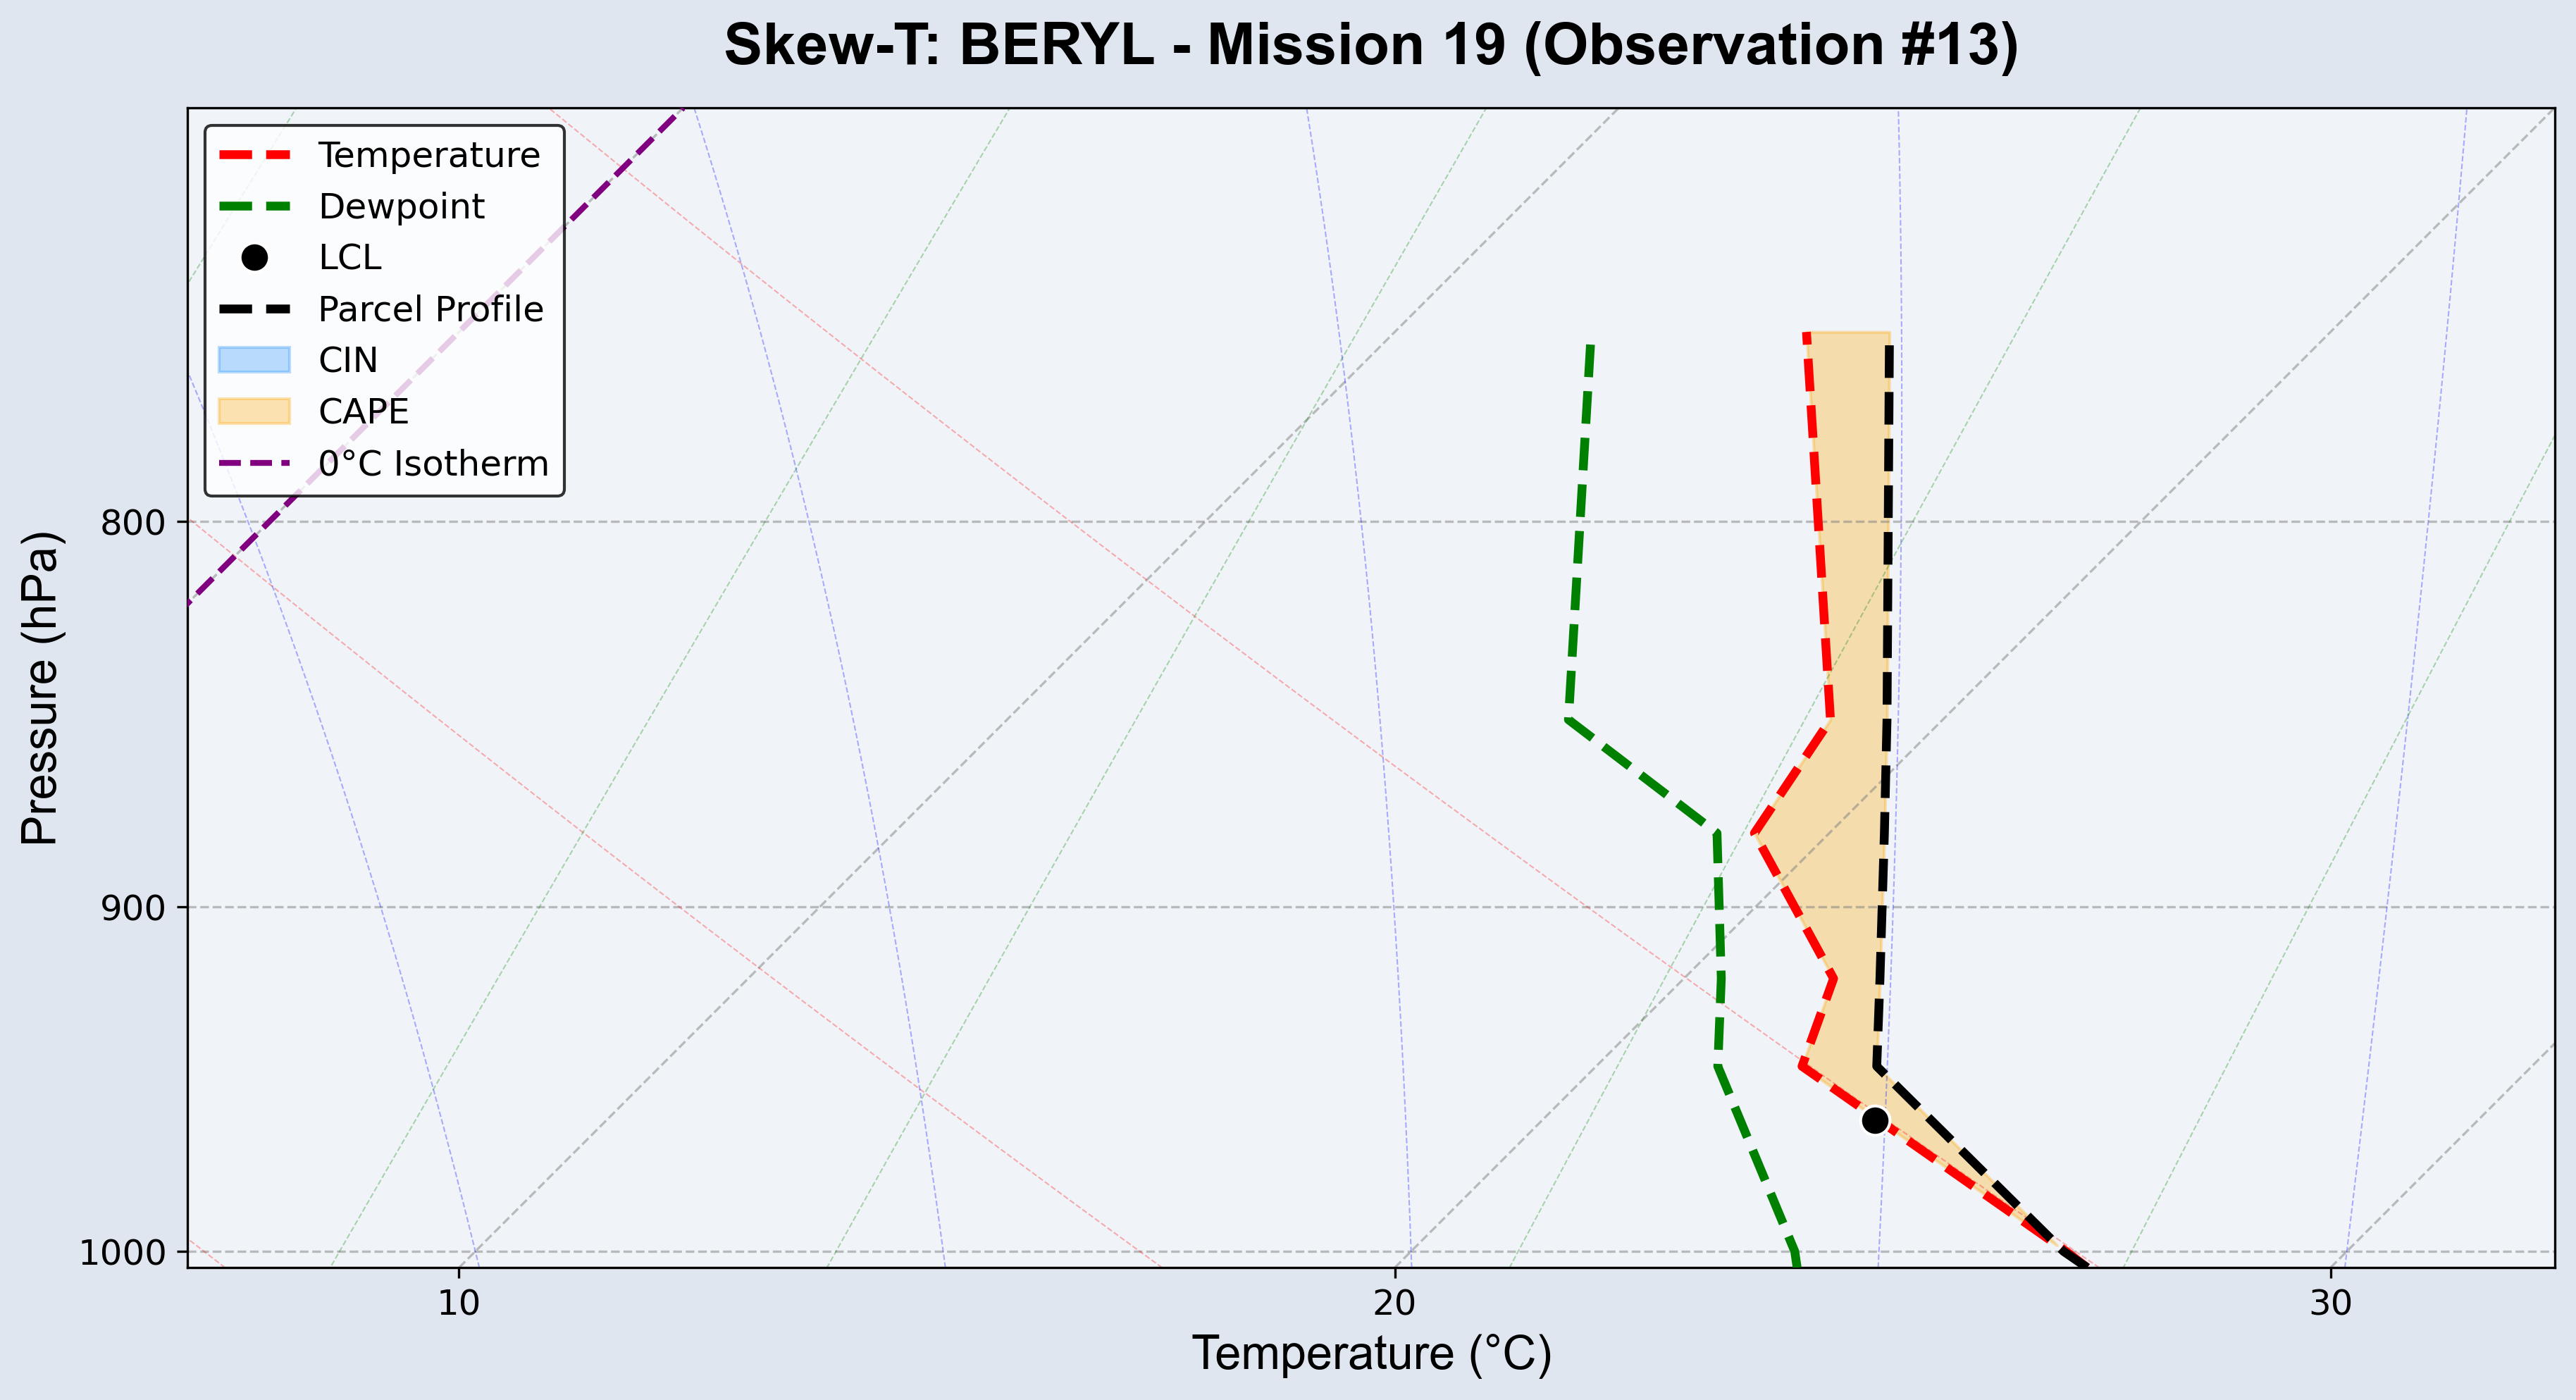 Skew-T: BERYL - Mission 19 (Observation #13)
Temperature
Dewpoint
LCL
Parcel Profile
CIN
CAPE
0°C Isotherm
Pressure (hPa)
800
900
1000
10
20
30
Temperature (°C)